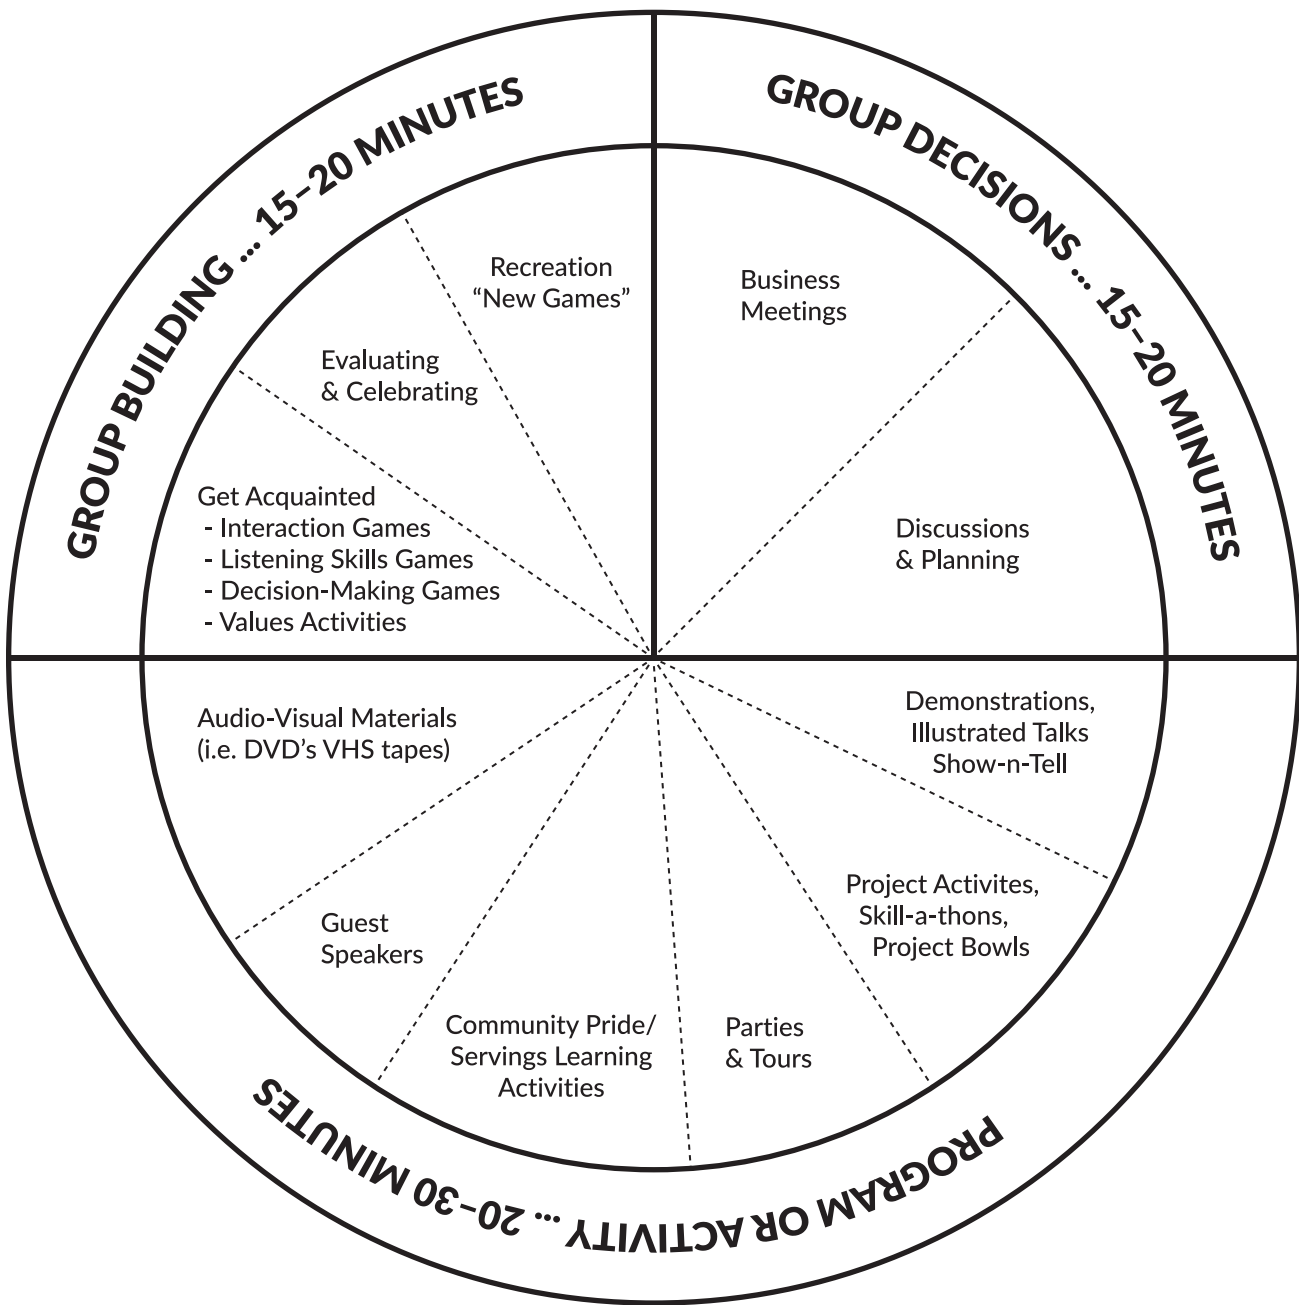 GROUP BUILDING ... 15–20 MINUTES
GROUP DECISIONS ... 15–20 MINUTES
Recreation
“New Games”
Evaluating
& Celebrating
Get Acquainted
- Interaction Games
- Listening Skills Games
- Decision-Making Games
- Values Activities
Business
Meetings
Discussions
& Planning
Demonstrations,
Illustrated Talks
Show-n-Tell
Project Activites,
Skill-a-thons,
Project Bowls
Parties
& Tours
Community Pride/
Servings Learning
Activities
Guest
Speakers
Audio-Visual Materials
(i.e. DVD’s VHS tapes)
PROGRAM OR ACTIVITY ... 20–30 MINUTES